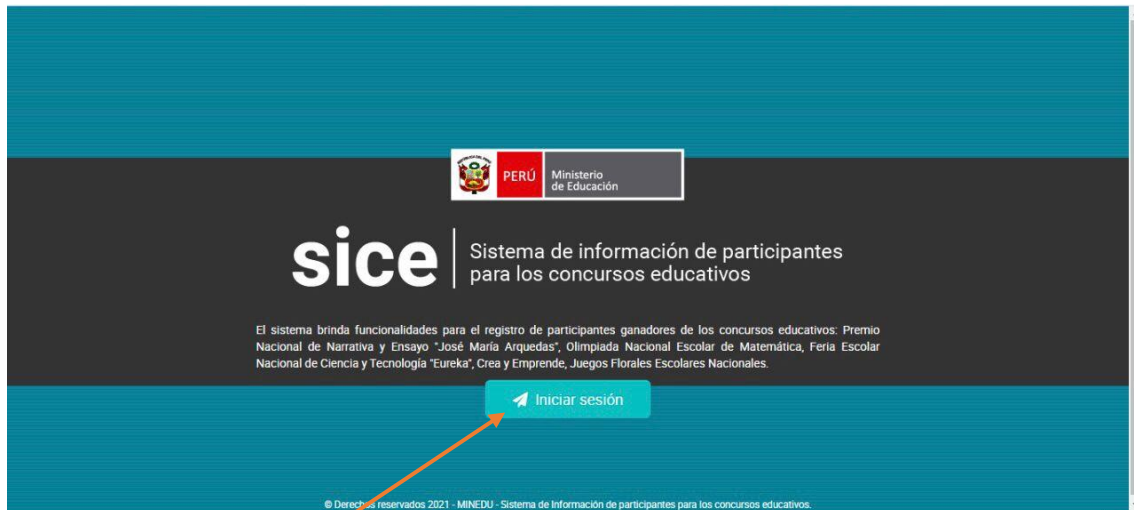 PERÚ
Ministerio
de Educación
sice
Sistema de información de participantes
para los concursos educativos
El sistema brinda funcionalidades para el registro de participantes ganadores de los concursos educativos: Premio
Nacional de Narrativa y Ensayo "José María Arquedas", Olimpiada Nacional Escolar de Matemática, Feria Escolar
Nacional de Ciencia y Tecnología "Eureka", Crea y Emprende, Juegos Florales Escolares Nacionales.
Iniciar sesión
© Derechos reservados 2021 - MINEDU - Sistema de Información de participantes para los concursos educativos.